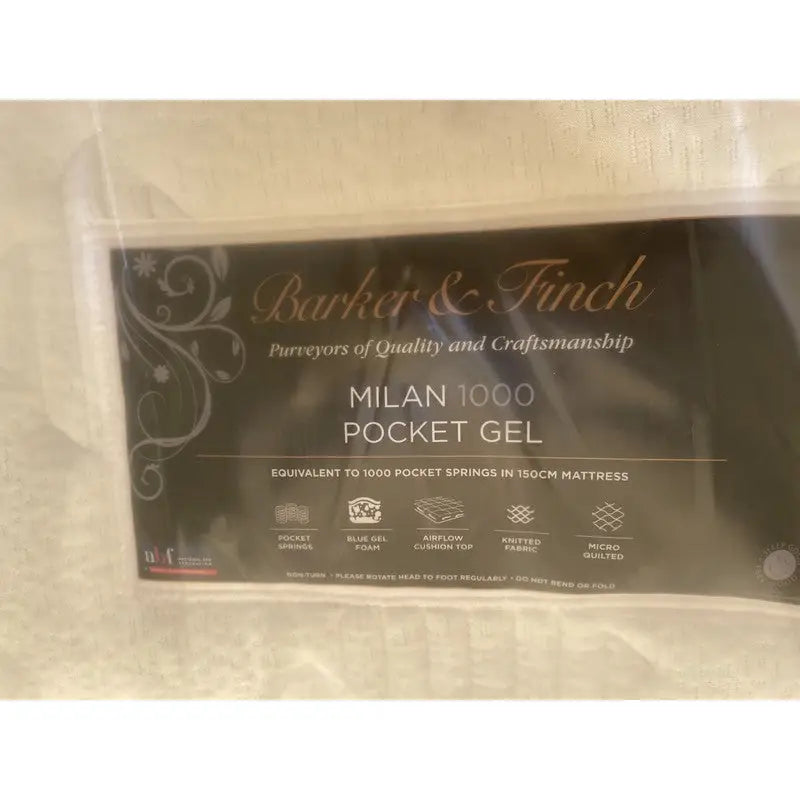 Barker & Finch
Purveyors of Quality and Craftsmanship
MILAN 1000
POCKET GEL
EQUIVALENT TO 1000 POCKET SPRINGS IN 150CM MATTRESS
POCKET
SPRINGS
BLUE GEL
FOAM
AIRFLOW
CUSHION TOP
KNITTED
FABRIC
MICRO
QUILTED
nbf
NON-TURN • PLEASE ROTATE HEAD TO FOOT REGULARLY • DO NOT BEND OR FOLD